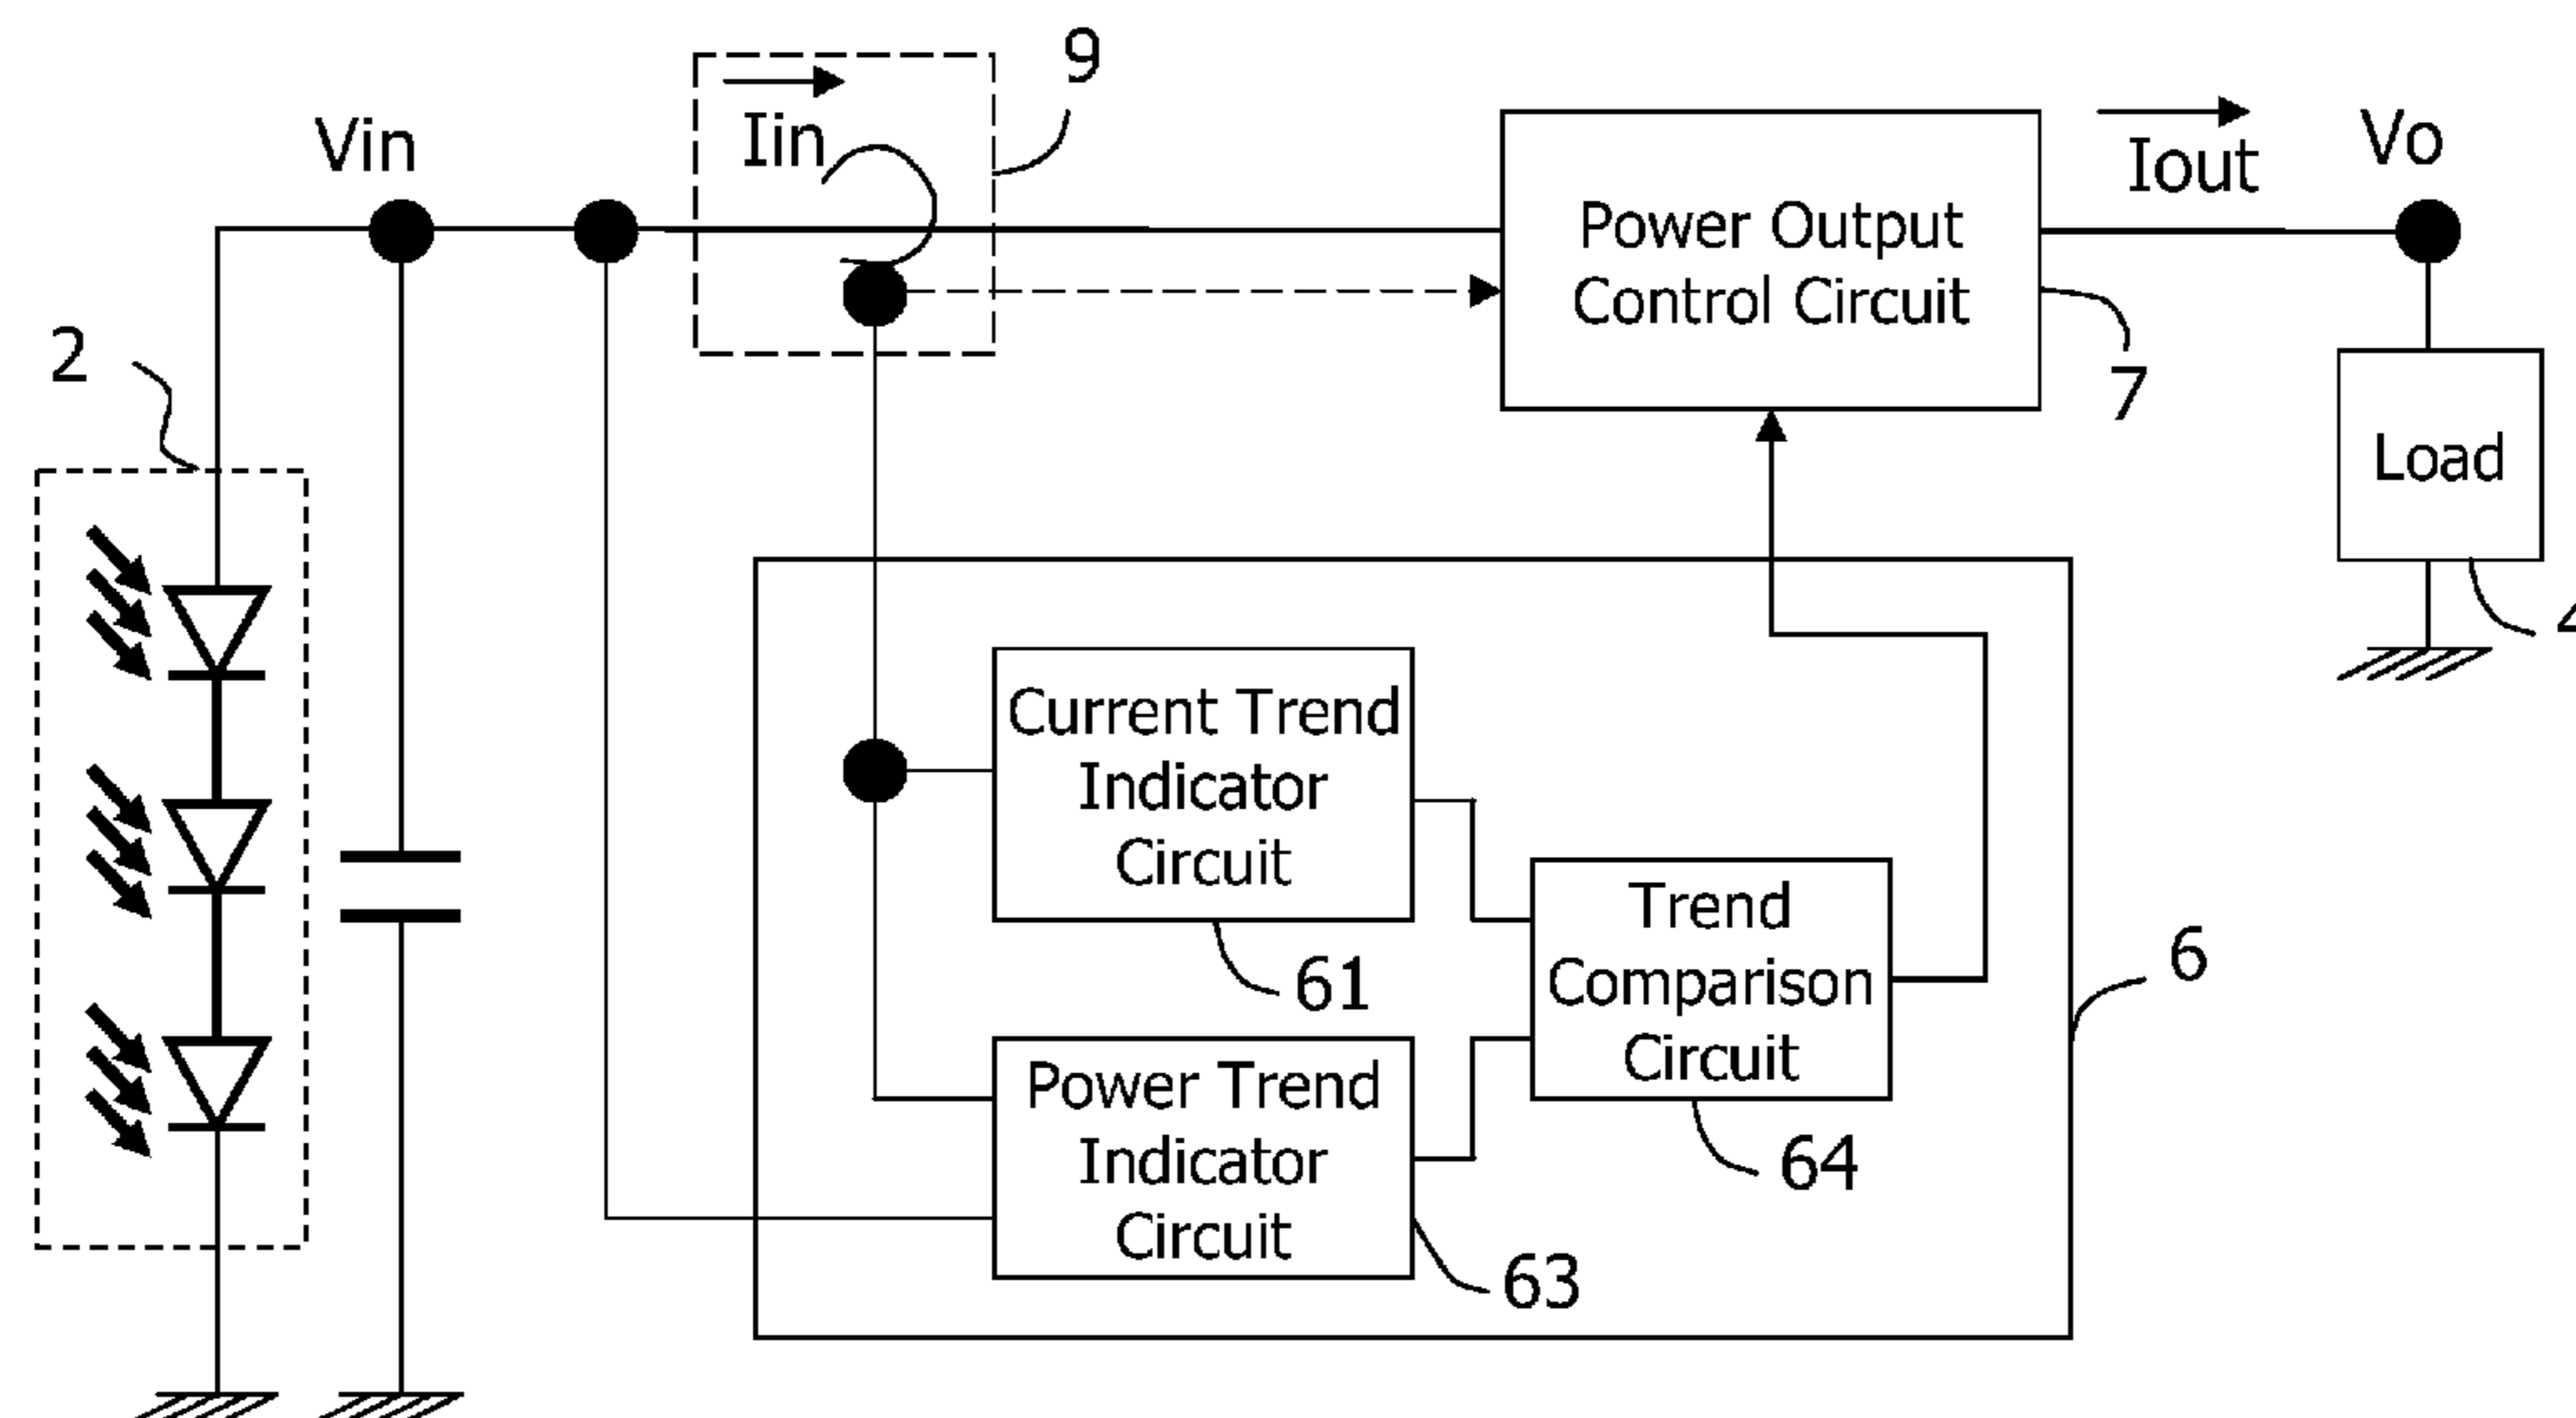 9
Iin
Vin
Iout
Vo
Power Output
Control Circuit
2
7
Load
4
Current Trend
Indicator
Circuit
61
Trend
Comparison
Circuit
6
64
Power Trend
Indicator
Circuit
63